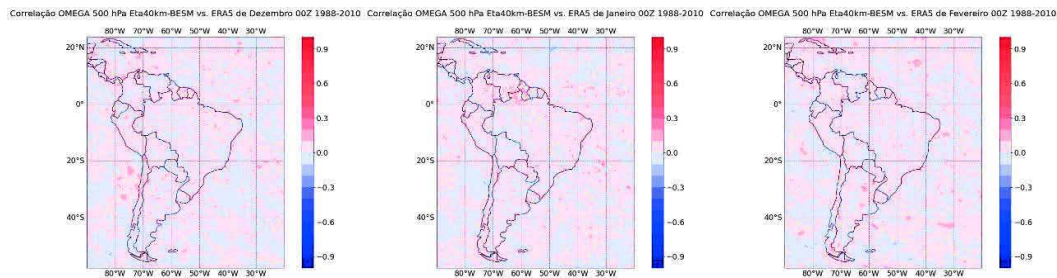 Correlação OMEGA 500 hPa Eta40km-BESM vs. ERA5 de Dezembro 00Z 1988-2010
80°W 70°W 60°W 50°W 40°W 30°W
20°N
0°
20°S
40°S
80°W 70°W 60°W 50°W 40°W 30°W
0.9
0.6
0.3
0.0
−0.3
−0.6
−0.9
Correlação OMEGA 500 hPa Eta40km-BESM vs. ERA5 de Janeiro 00Z 1988-2010
80°W 70°W 60°W 50°W 40°W 30°W
20°N
0°
20°S
40°S
80°W 70°W 60°W 50°W 40°W 30°W
0.9
0.6
0.3
0.0
−0.3
−0.6
−0.9
Correlação OMEGA 500 hPa Eta40km-BESM vs. ERA5 de Fevereiro 00Z 1988-2010
80°W 70°W 60°W 50°W 40°W 30°W
20°N
0°
20°S
40°S
80°W 70°W 60°W 50°W 40°W 30°W
0.9
0.6
0.3
0.0
−0.3
−0.6
−0.9